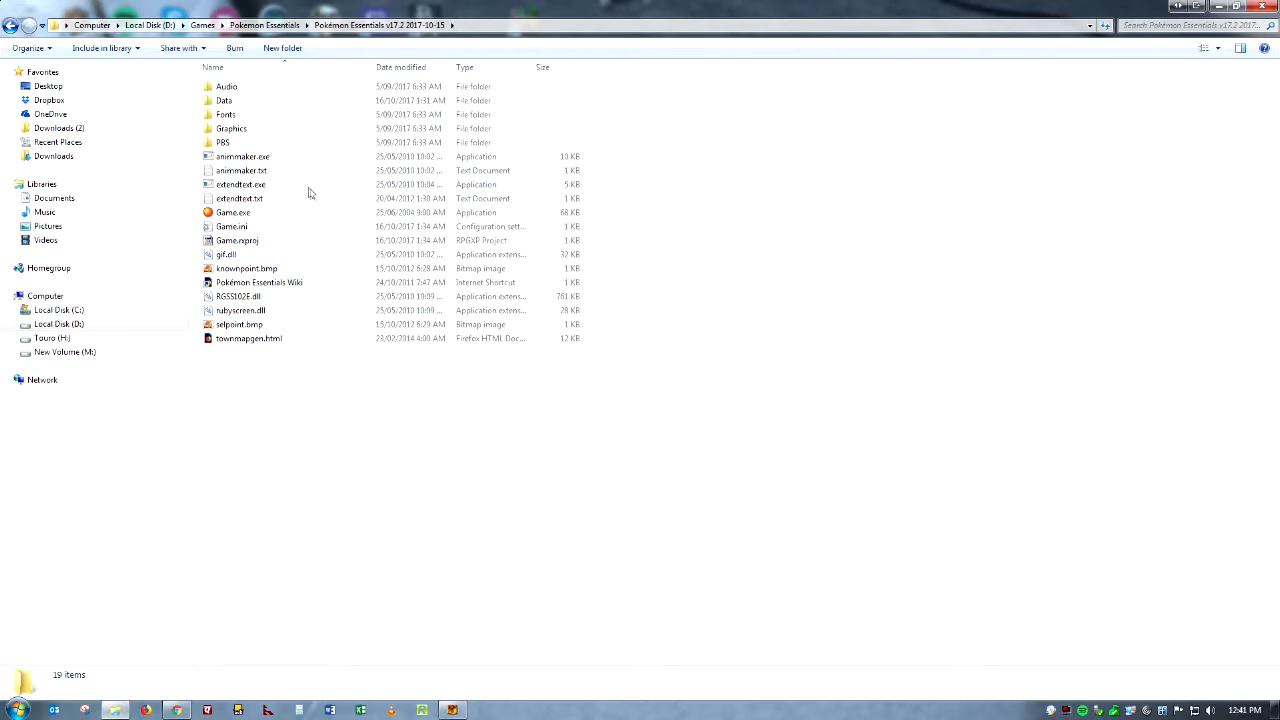 Computer Local Disk (D:) Games Pokemon Essentials Pokémon Essentials v17.2 2017-10-15 Search Pokémon Essentials v17.2 2017...
Organize Include in library Share with Burn New folder
Name Date modified Type Size
Favorites
Desktop
Dropbox
OneDrive
Downloads (2)
Recent Places
Downloads
Libraries
Documents
Music
Pictures
Videos
Homegroup
Computer
Local Disk (C:)
Local Disk (D:)
Touro (H:)
New Volume (M:)
Network
Audio 5/09/2017 6:33 AM File folder
Data 16/10/2017 1:31 AM File folder
Fonts 5/09/2017 6:33 AM File folder
Graphics 5/09/2017 6:33 AM File folder
PBS 5/09/2017 6:33 AM File folder
animmaker.exe 25/05/2010 10:02 ... Application 10 KB
animmaker.txt 25/05/2010 10:02 ... Text Document 1 KB
extendtext.exe 25/05/2010 10:04 ... Application 5 KB
extendtext.txt 20/04/2012 1:30 AM Text Document 1 KB
Game.exe 25/06/2004 9:00 AM Application 68 KB
Game.ini 16/10/2017 1:34 AM Configuration sett... 1 KB
Game.rxproj 16/10/2017 1:34 AM RPGXP Project 1 KB
gif.dll 25/05/2010 10:02 ... Application extens... 32 KB
knownpoint.bmp 15/10/2012 6:28 AM Bitmap image 1 KB
Pokémon Essentials Wiki 24/10/2011 7:47 AM Internet Shortcut 1 KB
RGSS102E.dll 25/05/2010 10:09 ... Application extens... 761 KB
rubyscreen.dll 25/05/2010 10:09 ... Application extens... 28 KB
selpoint.bmp 15/10/2012 6:29 AM Bitmap image 1 KB
townmapgen.html 23/02/2014 4:00 AM Firefox HTML Doc... 12 KB
19 items
12:41 PM